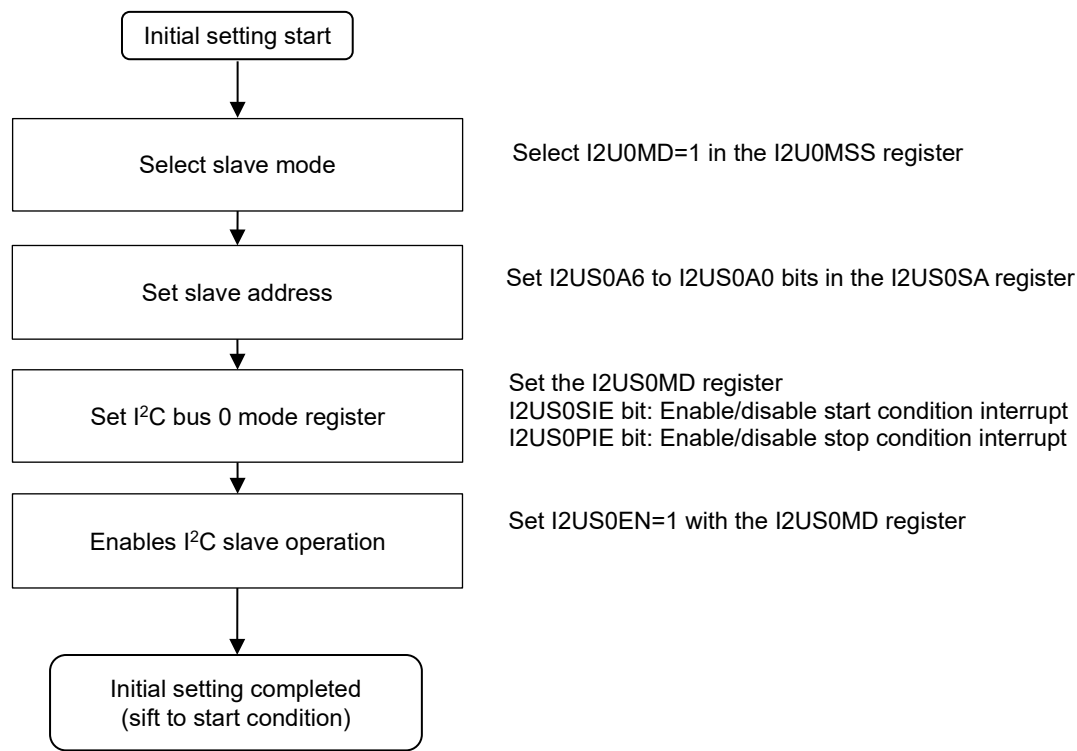 Initial setting start
Select slave mode
Select I2U0MD=1 in the I2U0MSS register
Set slave address
Set I2US0A6 to I2US0A0 bits in the I2US0SA register
Set I²C bus 0 mode register
Set the I2US0MD register
I2US0SIE bit: Enable/disable start condition interrupt
I2US0PIE bit: Enable/disable stop condition interrupt
Enables I²C slave operation
Set I2US0EN=1 with the I2US0MD register
Initial setting completed
(sift to start condition)